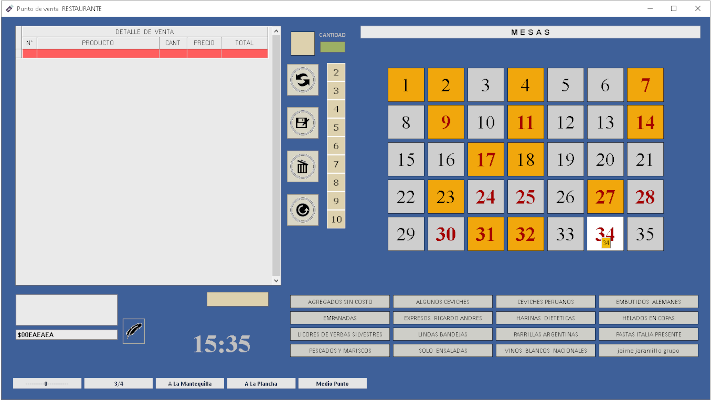 Punto de venta RESTAURANTE
DETALLE DE VENTA
N° PRODUCTO CANT PRECIO TOTAL
CANTIDAD
2
3
4
5
6
7
8
9
10
MESAS
1 2 3 4 5 6 7
8 9 10 11 12 13 14
15 16 17 18 19 20 21
22 23 24 25 26 27 28
29 30 31 32 33 34 35
34
$00EAEAEA
15:35
AGREGADOS SIN COSTO ALGUNOS CEVICHES CEVICHES PERUANOS EMBUTIDOS ALEMANES
EMPANADAS EXPRESOS RICARDO ANDRES HARINAS DIETETICAS HELADOS EN COPAS
LICORES DE YERBAS SILVESTRES LINDAS BANDEJAS PARRILLAS ARGENTINAS PASTAS ITALIA PRESENTE
PESCADOS Y MARISCOS SOLO ENSALADAS VINOS BLANCOS NACIONALES jaime jaramillo grupo
3/4 A La Mantequilla A La Plancha Medio Punto